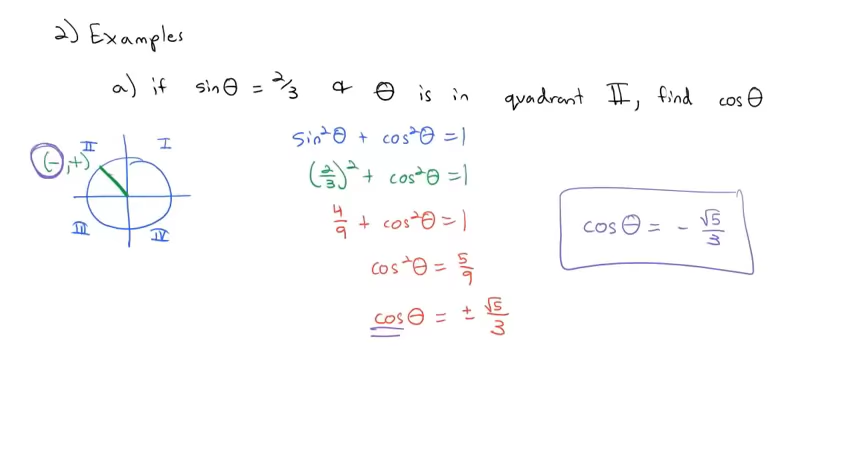 2) Examples
a) if sinθ = 2/3 & θ is in quadrant II, find cosθ
II I
(-,+)
III IV
sin²θ + cos²θ = 1
(2/3)² + cos²θ = 1
4/9 + cos²θ = 1
cos²θ = 5/9
cosθ = ± √5/3
cosθ = - √5/3